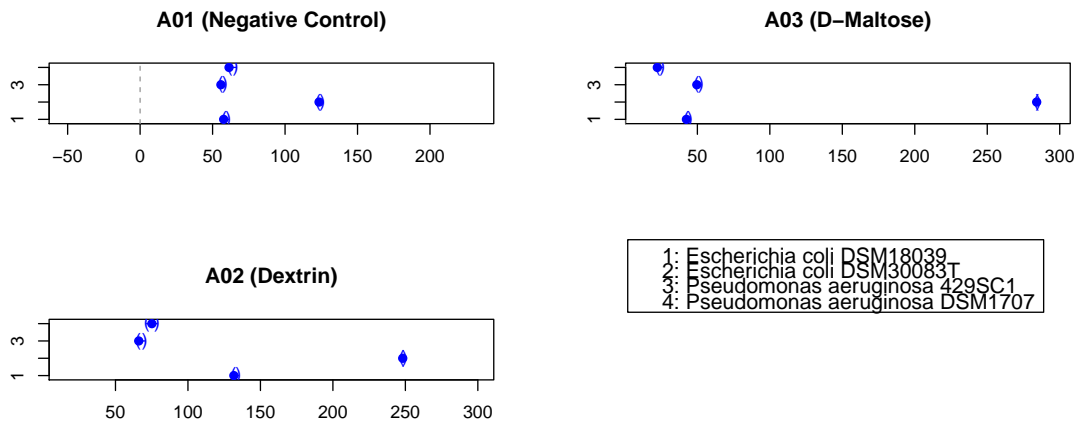 A01 (Negative Control)
3
1
−50 0 50 100 150 200
A03 (D−Maltose)
3
1
50 100 150 200 250 300
A02 (Dextrin)
3
1
50 100 150 200 250 300
1: Escherichia coli DSM18039
2: Escherichia coli DSM30083T
3: Pseudomonas aeruginosa 429SC1
4: Pseudomonas aeruginosa DSM1707